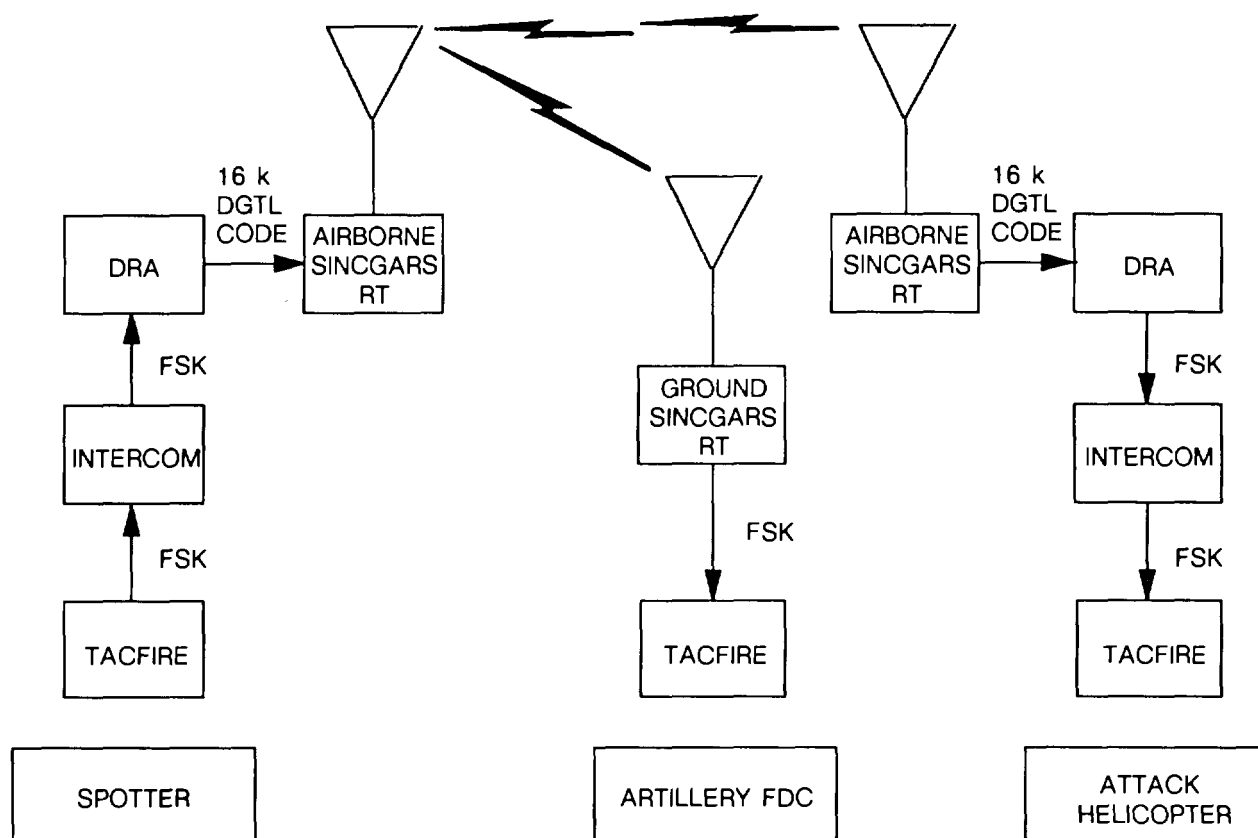 16 k
DGTL
CODE
DRA
AIRBORNE
SINCGARS
RT
FSK
INTERCOM
FSK
TACFIRE
SPOTTER
GROUND
SINCGARS
RT
FSK
TACFIRE
ARTILLERY FDC
AIRBORNE
SINCGARS
RT
16 k
DGTL
CODE
DRA
FSK
INTERCOM
FSK
TACFIRE
ATTACK
HELICOPTER